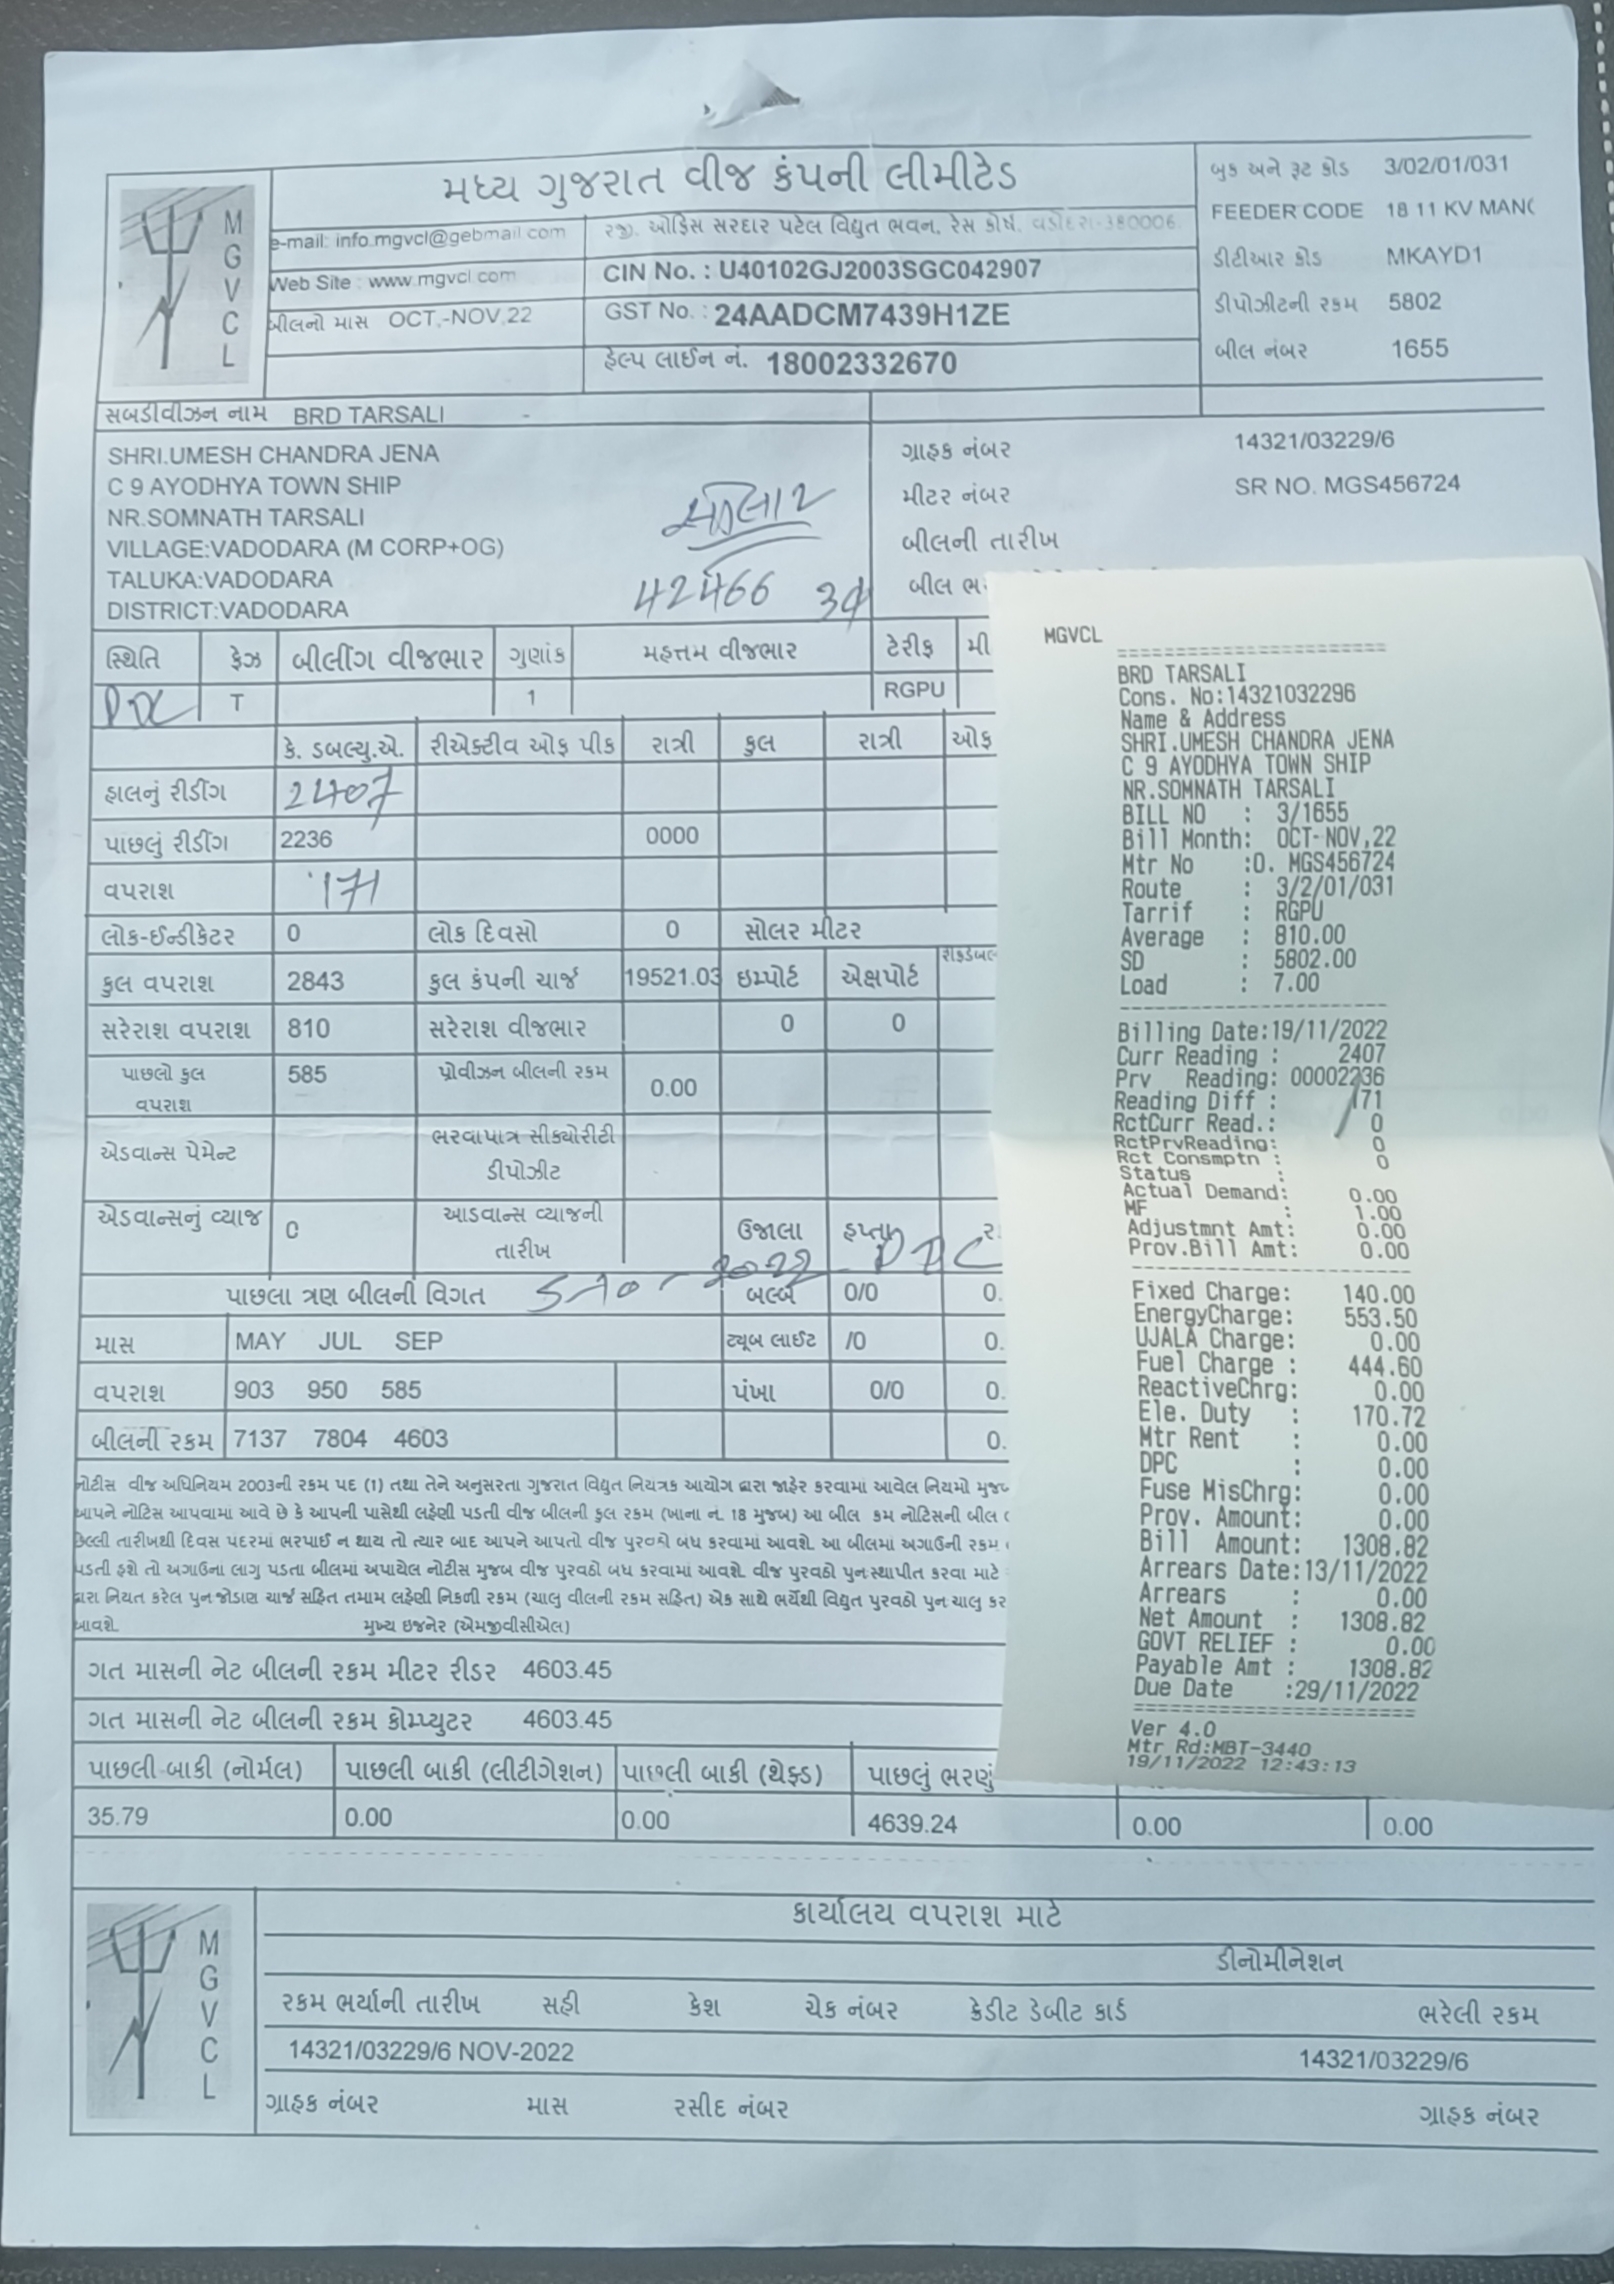 મધ્ય ગુજરાત વીજ કંપની લીમીટેડ
MGVCL
e-mail: info.mgvcl@gebmail.com
રજી. ઓફિસ સરદાર પટેલ વિદ્યુત ભવન, રેસ કોર્ષ, વડોદરા-380006.
Web Site : www.mgvcl.com
CIN No. : U40102GJ2003SGC042907
બીલનો માસ OCT,-NOV,22
GST No. : 24AADCM7439H1ZE
હેલ્પ લાઈન નં. 18002332670
બુક અને રૂટ કોડ 3/02/01/031
FEEDER CODE 18 11 KV MAN
ડીટીઆર કોડ MKAYD1
ડીપોઝીટની રકમ 5802
બીલ નંબર 1655
સબડીવીઝન નામ BRD TARSALI
SHRI.UMESH CHANDRA JENA
C 9 AYODHYA TOWN SHIP
NR.SOMNATH TARSALI
VILLAGE:VADODARA (M CORP+OG)
TALUKA:VADODARA
DISTRICT:VADODARA
સોલાર
42466
ગ્રાહક નંબર 14321/03229/6
મીટર નંબર SR NO. MGS456724
બીલની તારીખ
બીલ ભ
સ્થિતિ ફેઝ બીલીંગ વીજભાર ગુણાંક મહત્તમ વીજભાર ટેરીફ મી
T 1 RGPU
કે. ડબલ્યુ.એ. રીએક્ટીવ ઓફ પીક રાત્રી કુલ રાત્રી ઓફ
હાલનું રીડીંગ 2407
પાછલું રીડીંગ 2236 0000
વપરાશ 171
લોક-ઈન્ડીકેટર 0 લોક દિવસો 0 સોલર મીટર
કુલ વપરાશ 2843 કુલ કંપની ચાર્જ 19521.03 ઇમ્પોર્ટ એક્ષપોર્ટ
સરેરાશ વપરાશ 810 સરેરાશ વીજભાર 0 0
પાછલો કુલ વપરાશ 585 પ્રોવીઝન બીલની રકમ 0.00
એડવાન્સ પેમેન્ટ ભરવાપાત્ર સીક્યોરીટી ડીપોઝીટ
એડવાન્સનું વ્યાજ 0 આડવાન્સ વ્યાજની તારીખ ઉજાલા હપ્તા ર
5-10-2022 PDC
પાછલા ત્રણ બીલની વિગત બલ્બ 0/0 0.
માસ MAY JUL SEP ટ્યૂબ લાઈટ /0 0.
વપરાશ 903 950 585 પંખા 0/0 0.
બીલની રકમ 7137 7804 4603 0.
નોટીસ વીજ અધિનિયમ 2003ની રકમ પદ (1) તથા તેને અનુસરતા ગુજરાત વિદ્યુત નિયંત્રક આયોગ દ્વારા જાહેર કરવામાં આવેલ નિયમો મુજબ
આપને નોટિસ આપવામાં આવે છે કે આપની પાસેથી લહેણી પડતી વીજ બીલની કુલ રકમ (ખાના નં. 18 મુજબ) આ બીલ કમ નોટિસની બીલ
છેલ્લી તારીખથી દિવસ પંદરમાં ભરપાઈ ન થાય તો ત્યાર બાદ આપને આપતો વીજ પુરવઠો બંધ કરવામાં આવશે. આ બીલમાં અગાઉની રકમ
પડતી હશે તો અગાઉના લાગુ પડતા બીલમાં અપાયેલ નોટીસ મુજબ વીજ પુરવઠો બંધ કરવામાં આવશે. વીજ પુરવઠો પુનઃસ્થાપીત કરવા માટે
દ્વારા નિયત કરેલ પુનઃજોડાણ ચાર્જ સહિત તમામ લહેણી નિકળી રકમ (ચાલુ વીલની રકમ સહિત) એક સાથે ભર્યેથી વિદ્યુત પુરવઠો પુનઃ ચાલુ કર
આવશે. મુખ્ય ઇજનેર (એમજીવીસીએલ)
ગત માસની નેટ બીલની રકમ મીટર રીડર 4603.45
ગત માસની નેટ બીલની રકમ કોમ્પ્યુટર 4603.45
પાછલી બાકી (નોર્મલ) પાછલી બાકી (લીટીગેશન) પાછલી બાકી (થેફ્ડ) પાછલું ભરણું
35.79 0.00 0.00 4639.24 0.00 0.00
MGVCL
===================
BRD TARSALI
Cons. No:14321032296
Name & Address
SHRI.UMESH CHANDRA JENA
C 9 AYODHYA TOWN SHIP
NR.SOMNATH TARSALI
BILL NO : 3/1655
Bill Month: OCT-NOV,22
Mtr No :O. MGS456724
Route : 3/2/01/031
Tarrif : RGPU
Average : 810.00
SD : 5802.00
Load : 7.00
Billing Date:19/11/2022
Curr Reading : 2407
Prv Reading: 00002236
Reading Diff : 171
RctCurr Read.: 0
RctPrvReading: 0
Rct Consmptn : 0
Status :
Actual Demand: 0.00
MF : 1.00
Adjustmnt Amt: 0.00
Prov.Bill Amt: 0.00
Fixed Charge: 140.00
EnergyCharge: 553.50
UJALA Charge: 0.00
Fuel Charge : 444.60
ReactiveChrg: 0.00
Ele. Duty : 170.72
Mtr Rent : 0.00
DPC : 0.00
Fuse MisChrg: 0.00
Prov. Amount: 0.00
Bill Amount: 1308.82
Arrears Date:13/11/2022
Arrears : 0.00
Net Amount : 1308.82
GOVT RELIEF : 0.00
Payable Amt : 1308.82
Due Date :29/11/2022
Ver 4.0
Mtr Rd:MBT-3440
19/11/2022 12:43:13
MGVCL
કાર્યાલય વપરાશ માટે
ડીનોમીનેશન
રકમ ભર્યાની તારીખ સહી કેશ ચેક નંબર ક્રેડીટ ડેબીટ કાર્ડ ભરેલી રકમ
14321/03229/6 NOV-2022 14321/03229/6
ગ્રાહક નંબર માસ રસીદ નંબર ગ્રાહક નંબર